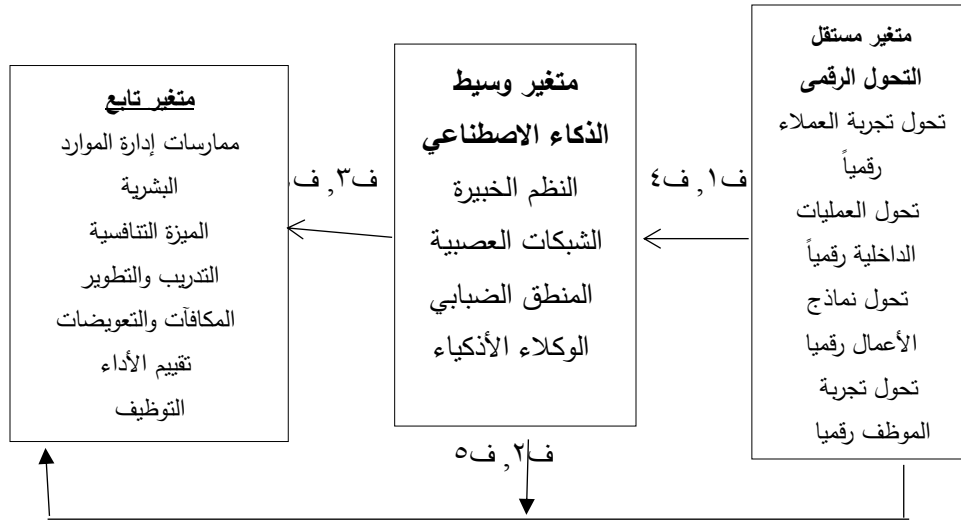 متغير مستقل
التحول الرقمى
تحول تجربة العملاء
رقمياً
تحول العمليات
الداخلية رقمياً
تحول نماذج
الأعمال رقميا
تحول تجربة
الموظف رقميا
ف١, ف٤
متغير وسيط
الذكاء الاصطناعي
النظم الخبيرة
الشبكات العصبية
المنطق الضبابي
الوكلاء الأذكياء
ف٣, ف
متغير تابع
ممارسات إدارة الموارد
البشرية
الميزة التنافسية
التدريب والتطوير
المكافآت والتعويضات
تقييم الأداء
التوظيف
ف٢, ف٥